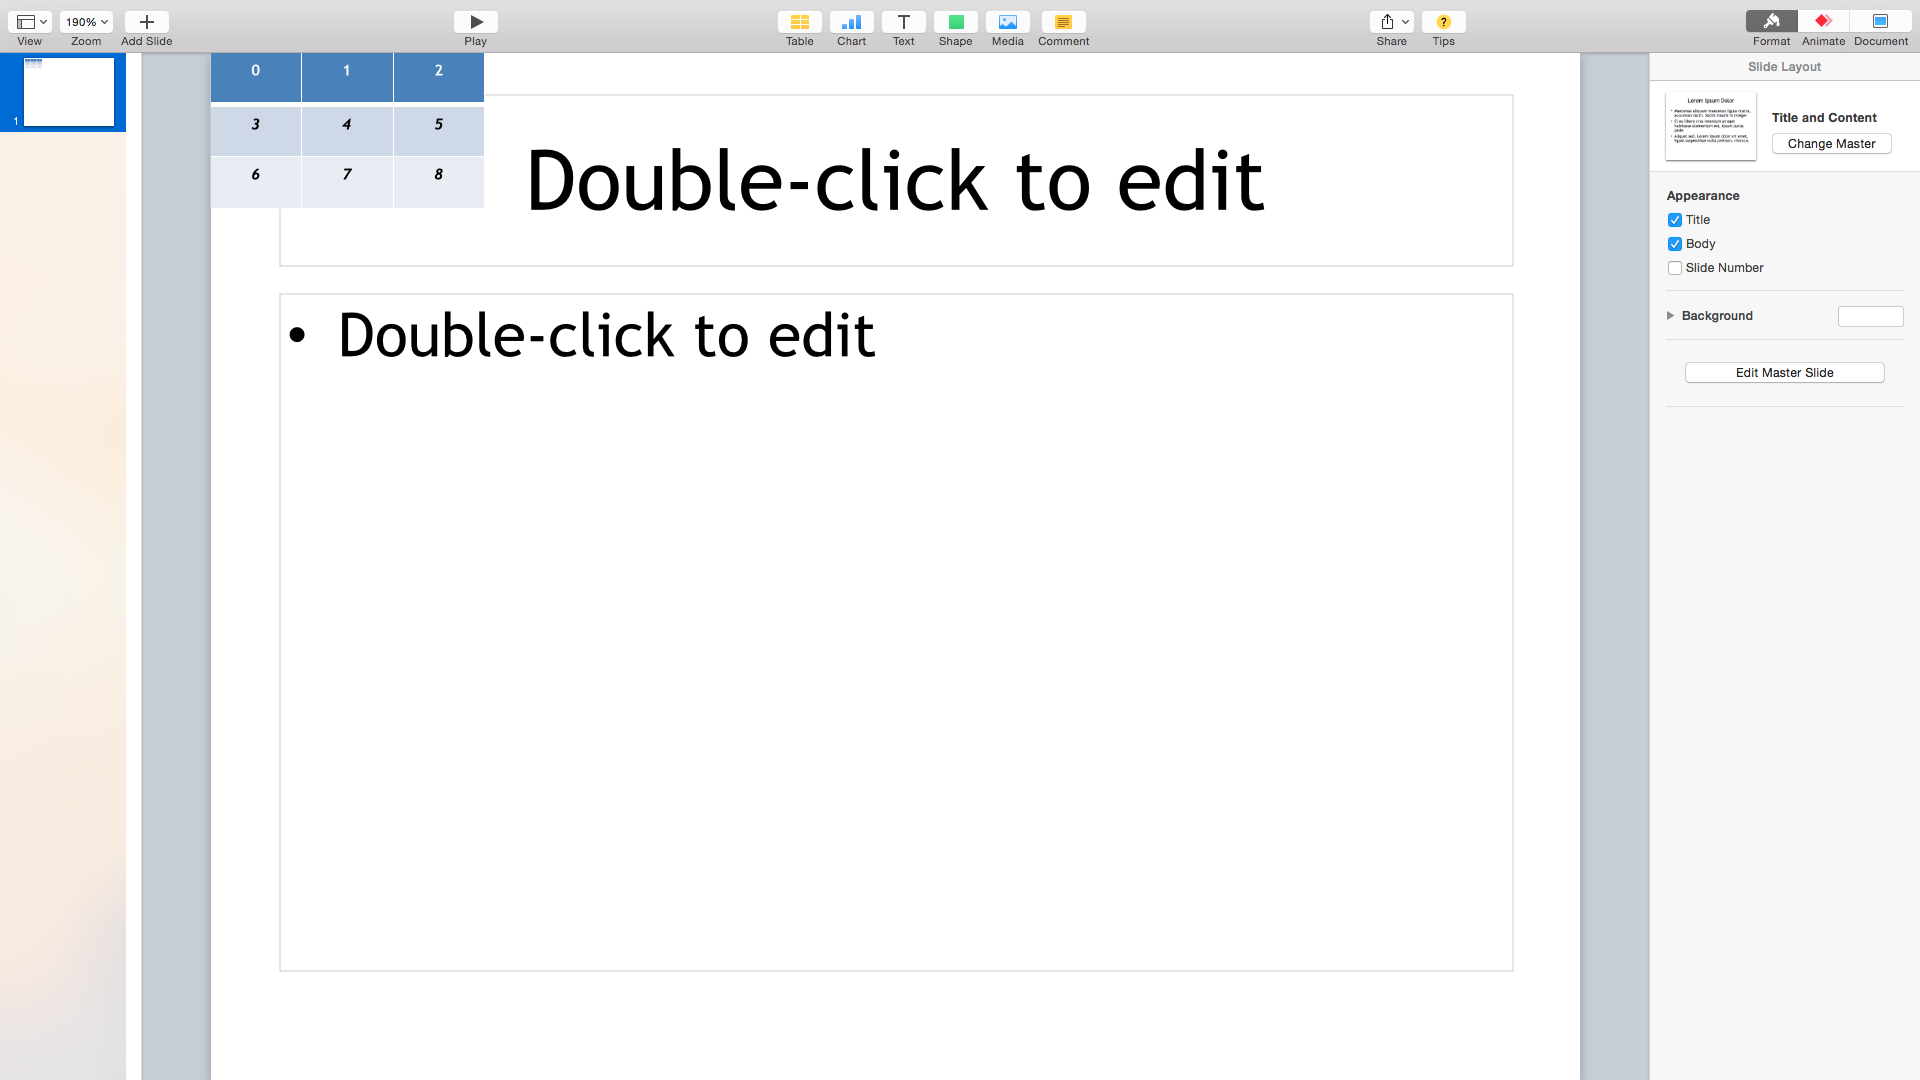 190%
View Zoom Add Slide Play Table Chart Text Shape Media Comment Share ? Tips Format Animate Document
1
0 1 2
3 4 5
6 7 8
Double-click to edit
• Double-click to edit
Slide Layout
Lorem Ipsum Dolor
Title and Content
Change Master
Appearance
Title
Body
Slide Number
Background
Edit Master Slide